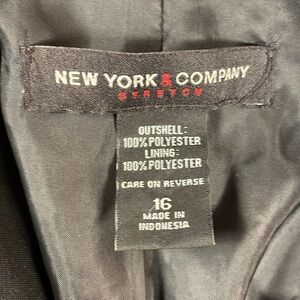 NEW YORK & COMPANY
STRETCH
OUTSHELL:
100% POLYESTER
LINING:
100% POLYESTER
CARE ON REVERSE
16
MADE IN
INDONESIA